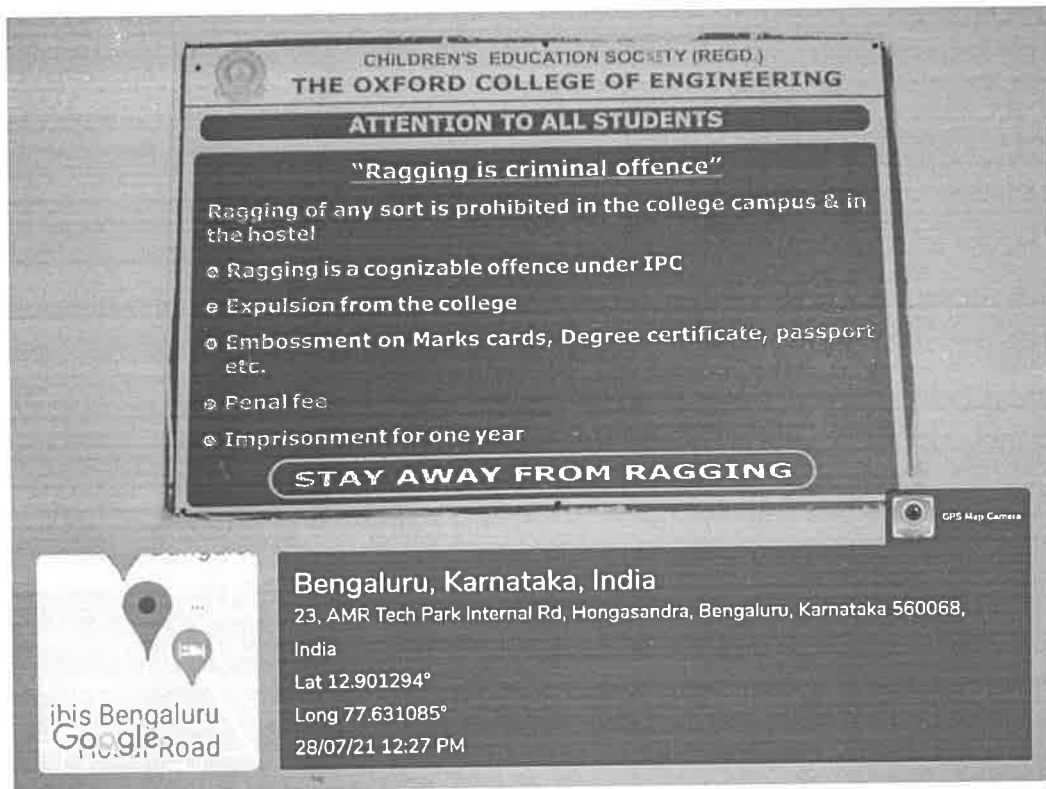 CHILDREN'S EDUCATION SOCIETY (REGD.)
THE OXFORD COLLEGE OF ENGINEERING
ATTENTION TO ALL STUDENTS
"Ragging is criminal offence"
Ragging of any sort is prohibited in the college campus & in
the hostel
Ragging is a cognizable offence under IPC
Expulsion from the college
Embossment on Marks cards, Degree certificate, passport
etc.
Penal fee
Imprisonment for one year
STAY AWAY FROM RAGGING
GPS Map Camera
Bengaluru, Karnataka, India
23, AMR Tech Park Internal Rd, Hongasandra, Bengaluru, Karnataka 560068,
India
Lat 12.901294°
Long 77.631085°
28/07/21 12:27 PM
ibis Bengaluru
Google
Road